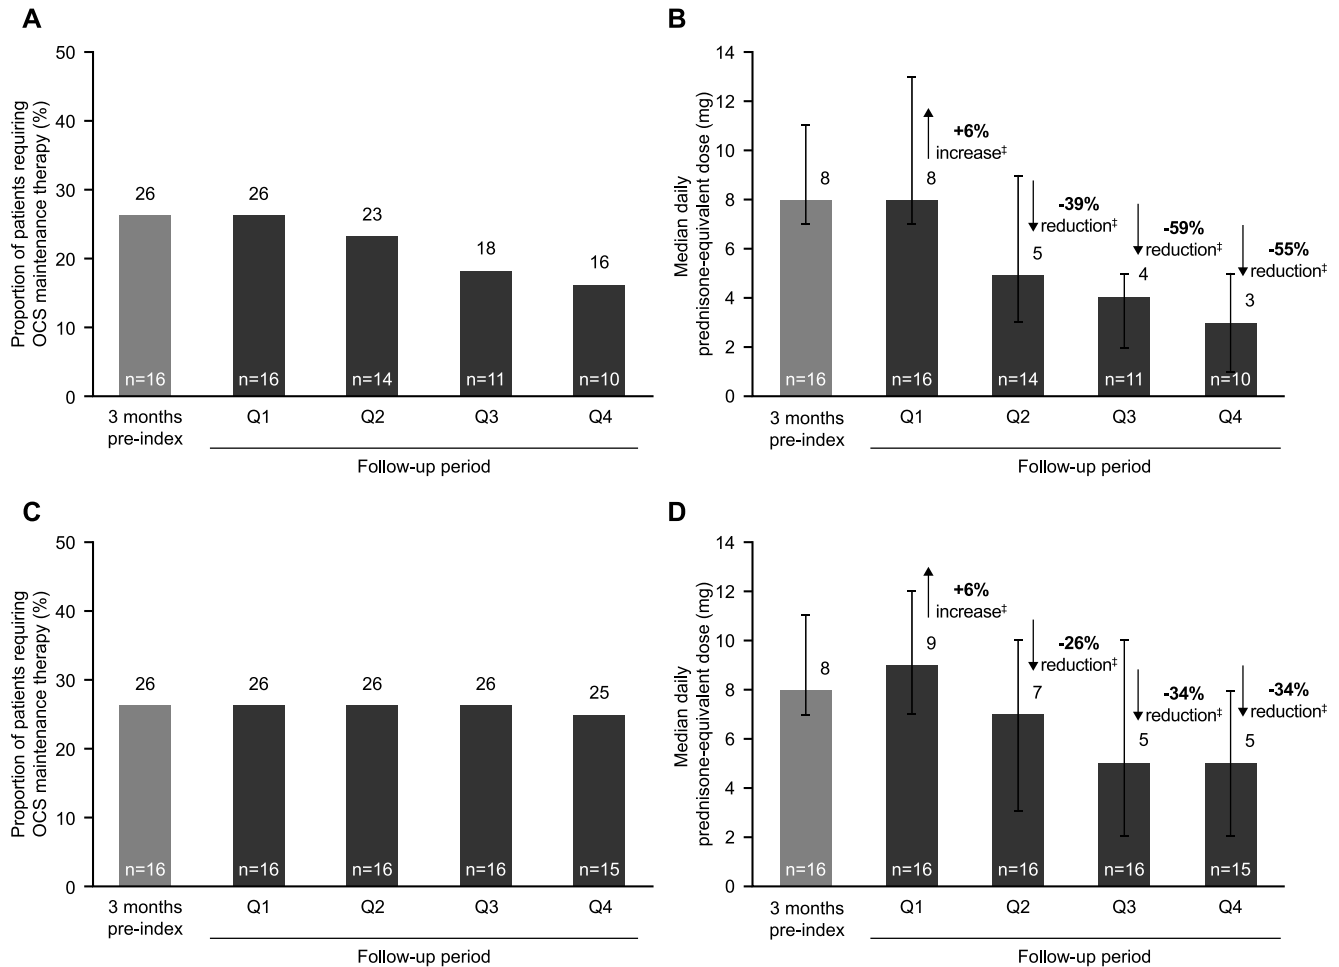 A
Proportion of patients requiring
OCS maintenance therapy (%)
50
40
30
20
10
0
26
26
23
18
16
n=16
n=16
n=14
n=11
n=10
3 months
pre-index
Q1
Q2
Q3
Q4
Follow-up period
B
Median daily
prednisone-equivalent dose (mg)
14
12
10
8
6
4
2
0
8
8
+6%
increase‡
5
-39%
reduction‡
4
-59%
reduction‡
3
-55%
reduction‡
n=16
n=16
n=14
n=11
n=10
3 months
pre-index
Q1
Q2
Q3
Q4
Follow-up period
C
Proportion of patients requiring
OCS maintenance therapy (%)
50
40
30
20
10
0
26
26
26
26
25
n=16
n=16
n=16
n=16
n=15
3 months
pre-index
Q1
Q2
Q3
Q4
Follow-up period
D
Median daily
prednisone-equivalent dose (mg)
14
12
10
8
6
4
2
0
8
9
+6%
increase‡
7
-26%
reduction‡
5
-34%
reduction‡
5
-34%
reduction‡
n=16
n=16
n=16
n=16
n=15
3 months
pre-index
Q1
Q2
Q3
Q4
Follow-up period